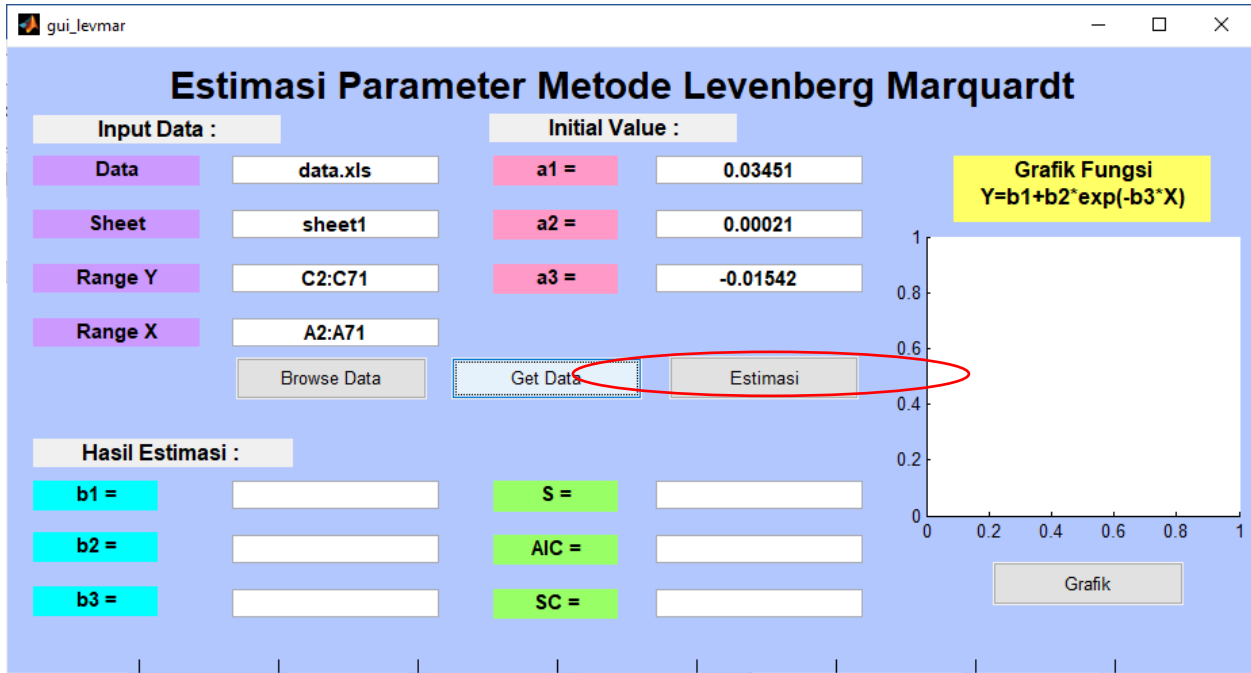 gui_levmar
Estimasi Parameter Metode Levenberg Marquardt
Input Data :
Initial Value :
Data
data.xls
a1 =
0.03451
Grafik Fungsi
Y=b1+b2*exp(-b3*X)
Sheet
sheet1
a2 =
0.00021
Range Y
C2:C71
a3 =
-0.01542
Range X
A2:A71
Browse Data
Get Data
Estimasi
1
0.8
0.6
0.4
0.2
0
0 0.2 0.4 0.6 0.8 1
Grafik
Hasil Estimasi :
b1 =
S =
b2 =
AIC =
b3 =
SC =